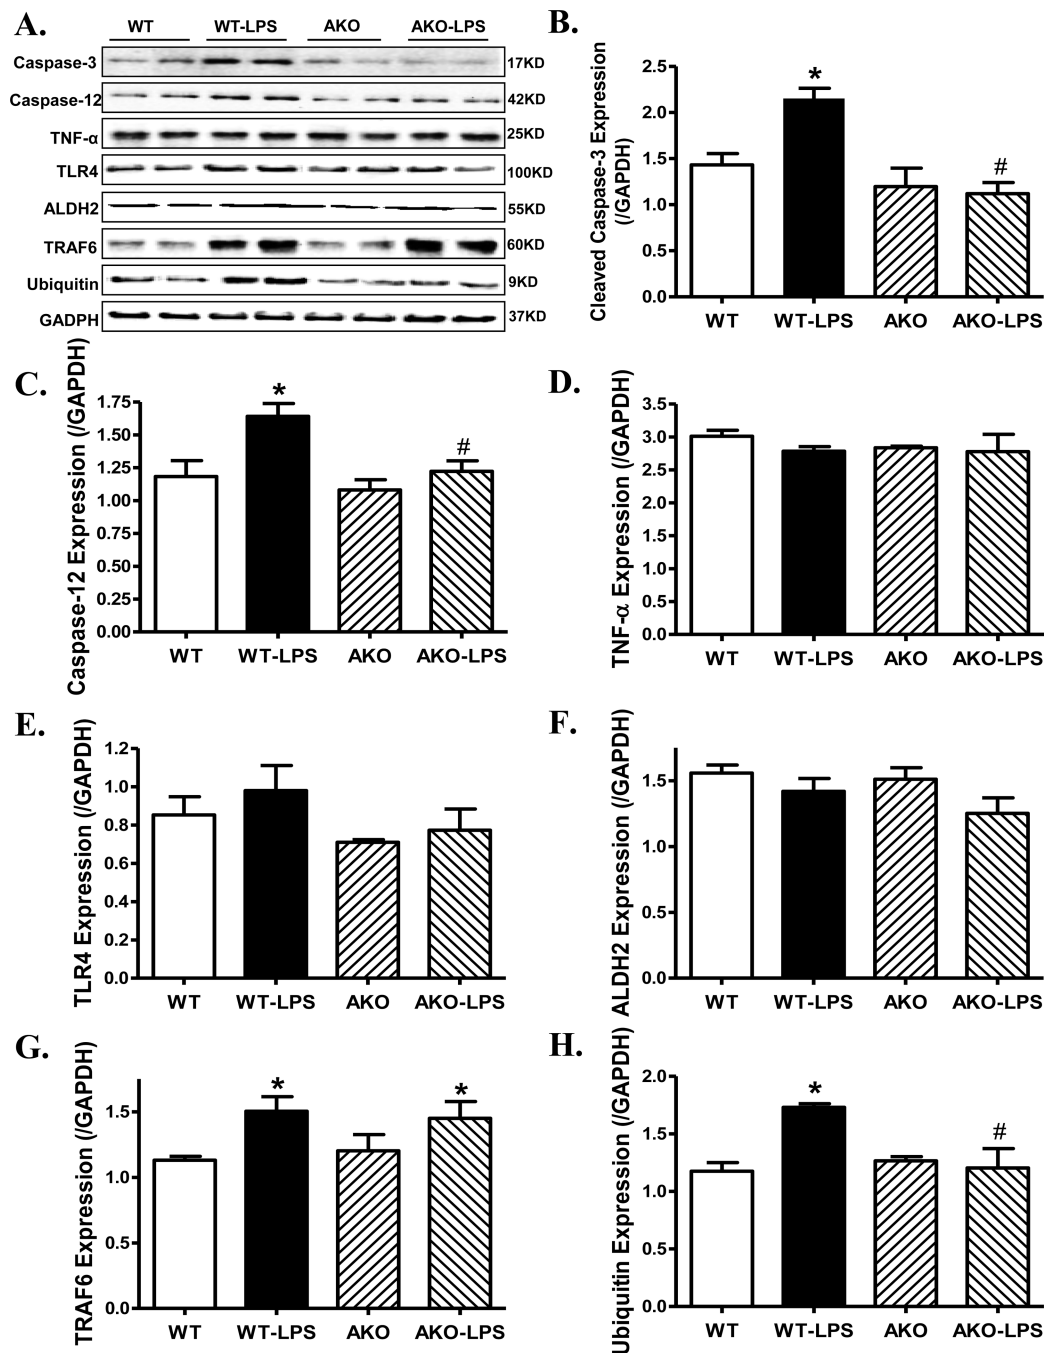 A.
WT WT-LPS AKO AKO-LPS
Caspase-3 17KD
Caspase-12 42KD
TNF-α 25KD
TLR4 100KD
ALDH2 55KD
TRAF6 60KD
Ubiquitin 9KD
GADPH 37KD
B.
Cleaved Caspase-3 Expression
(/GAPDH)
2.5
2.0
1.5
1.0
0.5
0.0
*
#
WT WT-LPS AKO AKO-LPS
C.
Caspase-12 Expression (/GAPDH)
1.75
1.50
1.25
1.00
0.75
0.50
0.25
0.00
*
#
WT WT-LPS AKO AKO-LPS
D.
TNF-α Expression (/GAPDH)
3.5
3.0
2.5
2.0
1.5
1.0
0.5
0.0
WT WT-LPS AKO AKO-LPS
E.
TLR4 Expression (/GAPDH)
1.2
1.0
0.8
0.6
0.4
0.2
0.0
WT WT-LPS AKO AKO-LPS
F.
ALDH2 Expression (/GAPDH)
1.5
1.0
0.5
0.0
WT WT-LPS AKO AKO-LPS
G.
TRAF6 Expression (/GAPDH)
1.5
1.0
0.5
0.0
*
*
WT WT-LPS AKO AKO-LPS
H.
Ubiquitin Expression (/GAPDH)
2.0
1.5
1.0
0.5
0.0
*
#
WT WT-LPS AKO AKO-LPS